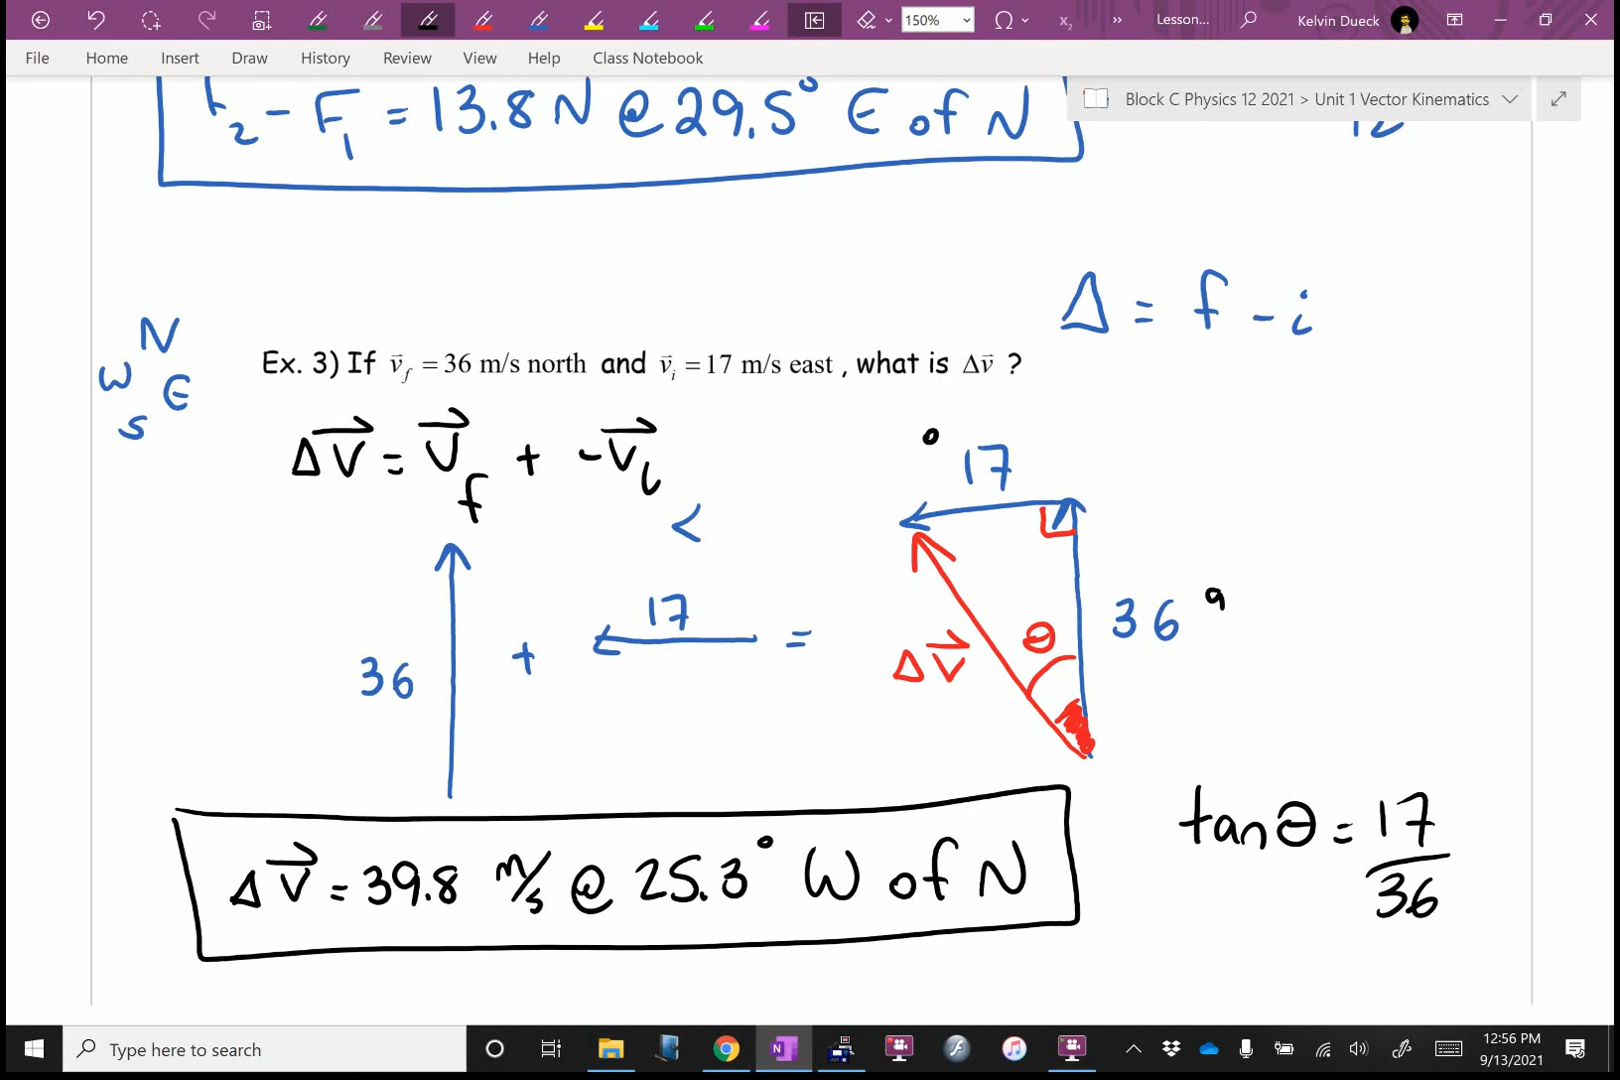 150%
Ω
x₂
»
Lesson...
Kelvin Dueck
File Home Insert Draw History Review View Help Class Notebook
F₂ - F₁ = 13.8 N @ 29.5° E of N
Block C Physics 12 2021 > Unit 1 Vector Kinematics
12
Δ = f - i
N
W E
S
Ex. 3) If v⃗f = 36 m/s north and v⃗i = 17 m/s east , what is Δv⃗ ?
ΔV⃗ = V⃗f + -V⃗i
o
17
<
36 + 17 =
θ
36 a
ΔV⃗
tanθ = 17/36
ΔV⃗ = 39.8 m/s @ 25.3° W of N
Type here to search
12:56 PM
9/13/2021